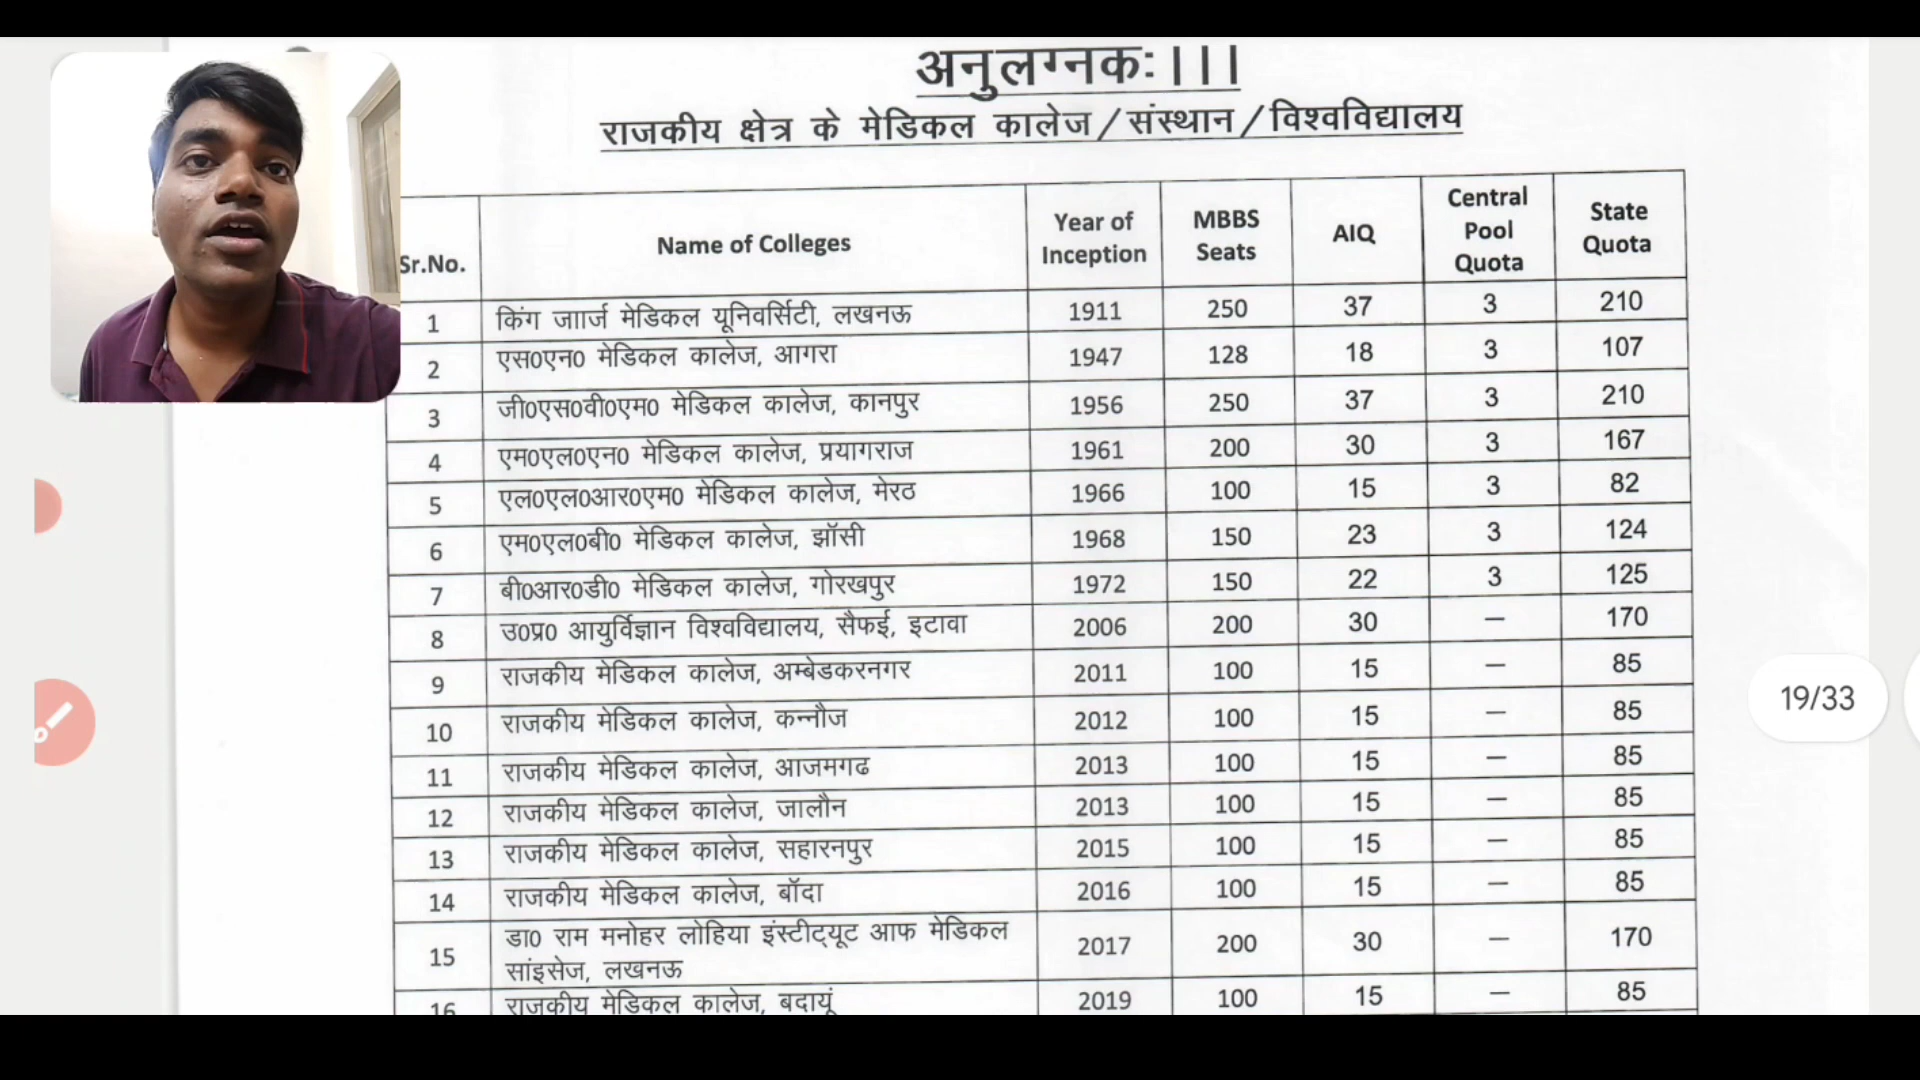 अनुलग्नकः।।।
राजकीय क्षेत्र के मेडिकल कालेज/संस्थान/विश्वविद्यालय
Sr.No. Name of Colleges Year of Inception MBBS Seats AIQ Central Pool Quota State Quota
1 किंग जाार्ज मेडिकल यूनिवर्सिटी, लखनऊ 1911 250 37 3 210
2 एस0एन0 मेडिकल कालेज, आगरा 1947 128 18 3 107
3 जी0एस0वी0एम0 मेडिकल कालेज, कानपुर 1956 250 37 3 210
4 एम0एल0एन0 मेडिकल कालेज, प्रयागराज 1961 200 30 3 167
5 एल0एल0आर0एम0 मेडिकल कालेज, मेरठ 1966 100 15 3 82
6 एम0एल0बी0 मेडिकल कालेज, झॉसी 1968 150 23 3 124
7 बी0आर0डी0 मेडिकल कालेज, गोरखपुर 1972 150 22 3 125
8 उ0प्र0 आयुर्विज्ञान विश्वविद्यालय, सैफई, इटावा 2006 200 30 — 170
9 राजकीय मेडिकल कालेज, अम्बेडकरनगर 2011 100 15 — 85
10 राजकीय मेडिकल कालेज, कन्नौज 2012 100 15 — 85
11 राजकीय मेडिकल कालेज, आजमगढ 2013 100 15 — 85
12 राजकीय मेडिकल कालेज, जालौन 2013 100 15 — 85
13 राजकीय मेडिकल कालेज, सहारनपुर 2015 100 15 — 85
14 राजकीय मेडिकल कालेज, बॉदा 2016 100 15 — 85
15 डा0 राम मनोहर लोहिया इंस्टीट्यूट आफ मेडिकल सांइसेज, लखनऊ 2017 200 30 — 170
16 राजकीय मेडिकल कालेज, बदायूं 2019 100 15 — 85
19/33